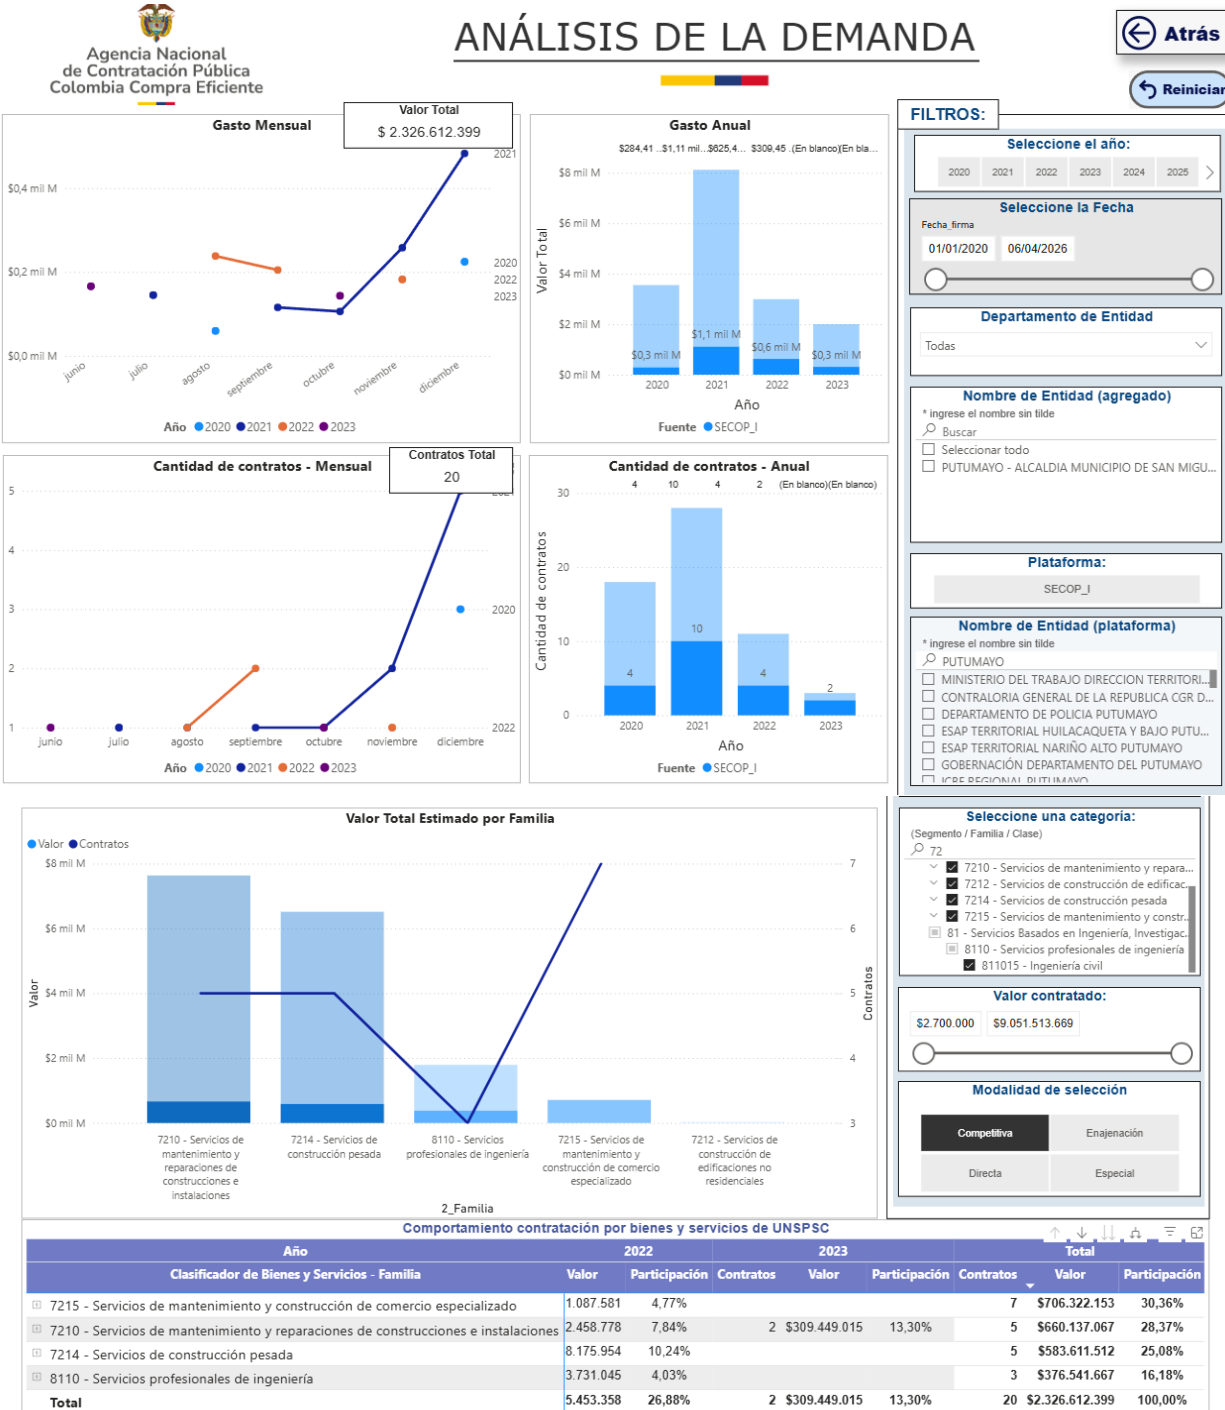 Agencia Nacional
de Contratación Pública
Colombia Compra Eficiente
ANÁLISIS DE LA DEMANDA
Atrás
Reiniciar
Gasto Mensual
Valor Total
$ 2.326.612.399
2021
$0,4 mil M
$0,2 mil M
$0,0 mil M
2020
2022
2023
junio
julio
agosto
septiembre
octubre
noviembre
diciembre
Año 2020 2021 2022 2023
Gasto Anual
$284,41 ...$1,11 mil...$625,4... $309,45 .(En blanco)(En bla...
Valor Total
$8 mil M
$6 mil M
$4 mil M
$2 mil M
$0 mil M
$0,3 mil M
$1,1 mil M
$0,6 mil M
$0,3 mil M
2020 2021 2022 2023
Año
Fuente SECOP_I
FILTROS:
Seleccione el año:
2020 2021 2022 2023 2024 2025
Seleccione la Fecha
Fecha_firma
01/01/2020 06/04/2026
Departamento de Entidad
Todas
Nombre de Entidad (agregado)
* ingrese el nombre sin tilde
Buscar
Seleccionar todo
PUTUMAYO - ALCALDIA MUNICIPIO DE SAN MIGU...
Plataforma:
SECOP_I
Nombre de Entidad (plataforma)
* ingrese el nombre sin tilde
PUTUMAYO
MINISTERIO DEL TRABAJO DIRECCION TERRITORI...
CONTRALORIA GENERAL DE LA REPUBLICA CGR D...
DEPARTAMENTO DE POLICIA PUTUMAYO
ESAP TERRITORIAL HUILACAQUETA Y BAJO PUTU...
ESAP TERRITORIAL NARIÑO ALTO PUTUMAYO
GOBERNACIÓN DEPARTAMENTO DEL PUTUMAYO
ICBF REGIONAL PUTUMAYO
Cantidad de contratos - Mensual
Contratos Total
20
5
4
3
2
1
2020
2022
junio julio agosto septiembre octubre noviembre diciembre
Año 2020 2021 2022 2023
Cantidad de contratos - Anual
4 10 4 2 (En blanco)(En blanco)
Cantidad de contratos
30
20
10
0
4
10
4
2
2020 2021 2022 2023
Año
Fuente SECOP_I
Valor Total Estimado por Familia
Valor Contratos
Valor
$8 mil M
$6 mil M
$4 mil M
$2 mil M
$0 mil M
7
6
5
4
3
Contratos
7210 - Servicios de
mantenimiento y
reparaciones de
construcciones e
instalaciones
7214 - Servicios de
construcción pesada
8110 - Servicios
profesionales de ingeniería
7215 - Servicios de
mantenimiento y
construcción de comercio
especializado
7212 - Servicios de
construcción de
edificaciones no
residenciales
2_Familia
Seleccione una categoría:
(Segmento / Familia / Clase)
72
7210 - Servicios de mantenimiento y repara...
7212 - Servicios de construcción de edificac...
7214 - Servicios de construcción pesada
7215 - Servicios de mantenimiento y constr...
81 - Servicios Basados en Ingeniería, Investigac...
8110 - Servicios profesionales de ingeniería
811015 - Ingeniería civil
Valor contratado:
$2.700.000 $9.051.513.669
Modalidad de selección
Competitiva Enajenación
Directa Especial
Comportamiento contratación por bienes y servicios de UNSPSC
Año 2022 2023 Total
Clasificador de Bienes y Servicios - Familia Valor Participación Contratos Valor Participación Contratos Valor Participación
7215 - Servicios de mantenimiento y construcción de comercio especializado 1.087.581 4,77% 7 $706.322.153 30,36%
7210 - Servicios de mantenimiento y reparaciones de construcciones e instalaciones 2.458.778 7,84% 2 $309.449.015 13,30% 5 $660.137.067 28,37%
7214 - Servicios de construcción pesada 8.175.954 10,24% 5 $583.611.512 25,08%
8110 - Servicios profesionales de ingeniería 3.731.045 4,03% 3 $376.541.667 16,18%
Total 5.453.358 26,88% 2 $309.449.015 13,30% 20 $2.326.612.399 100,00%